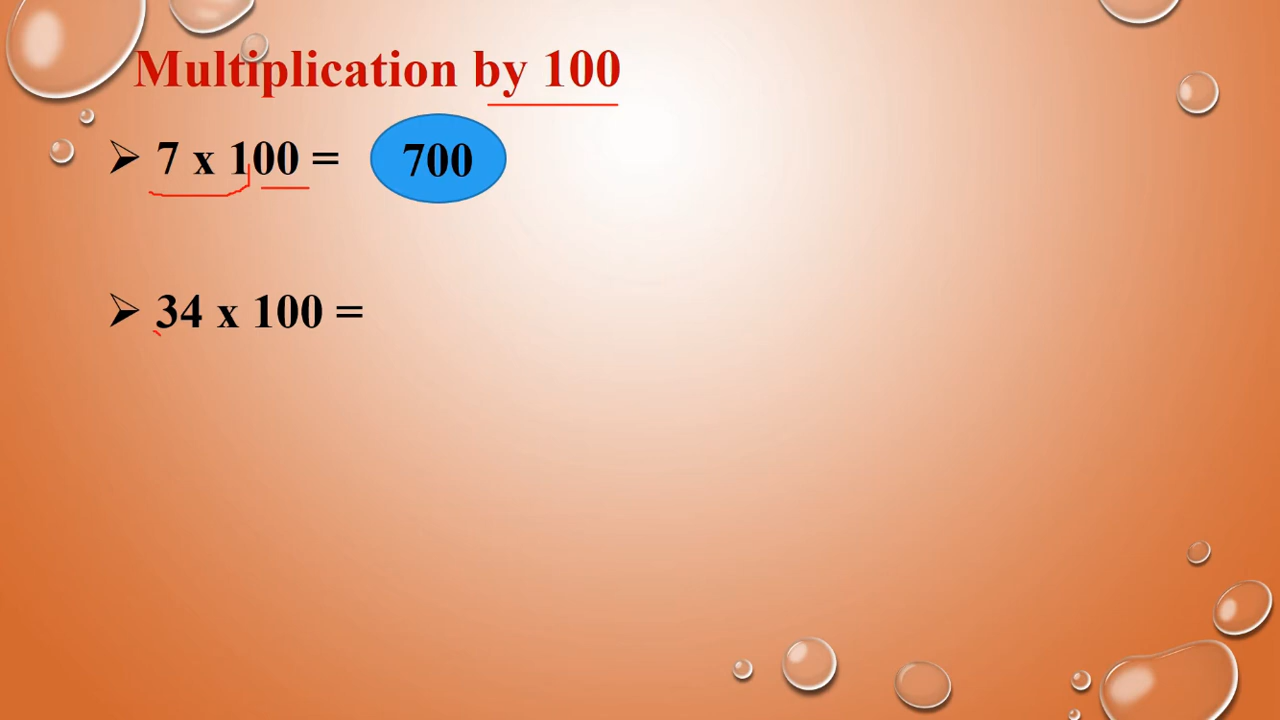 Multiplication by 100
7 x 100 = 700
34 x 100 =